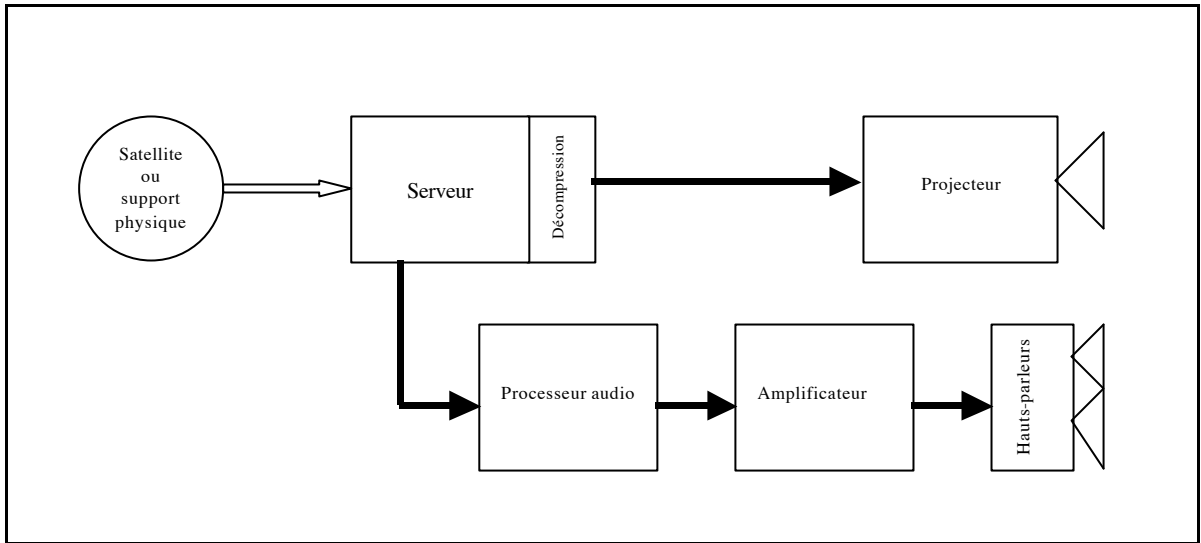 Satellite
ou
support
physique
Serveur
Décompression
Projecteur
Processeur audio
Amplificateur
Hauts-parleurs